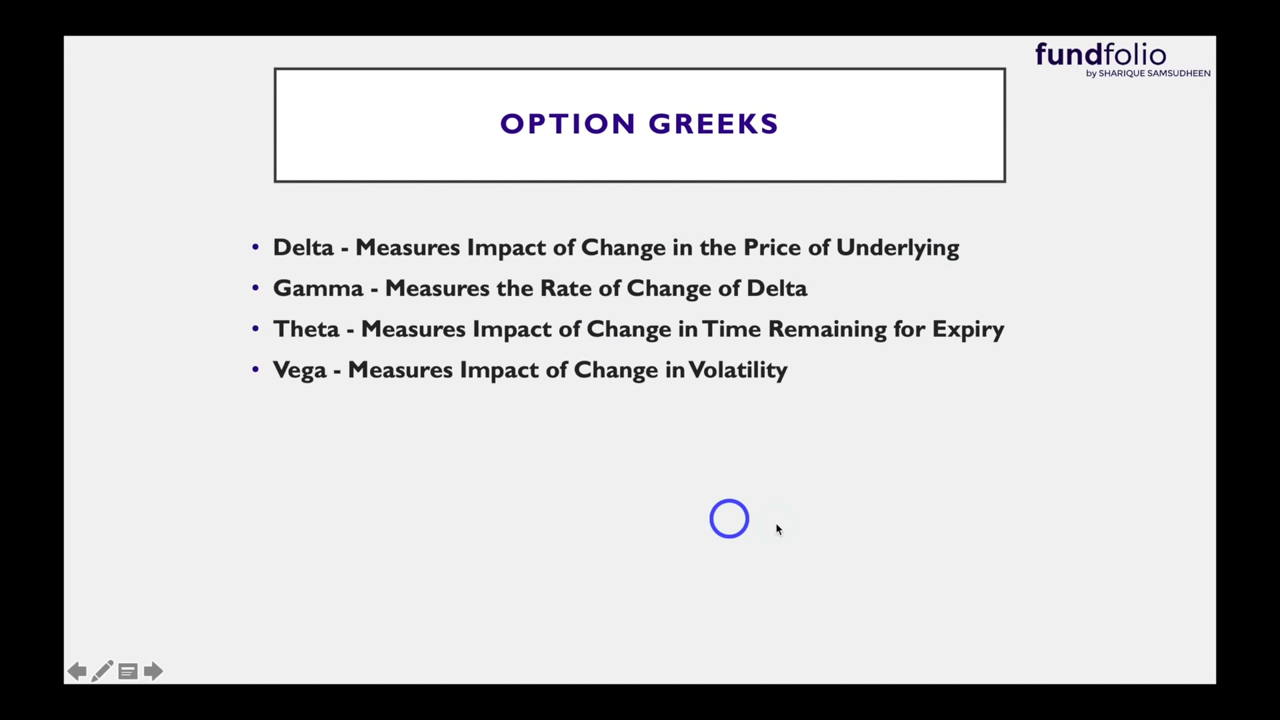 fundfolio
by SHARIQUE SAMSUDHEEN
OPTION GREEKS
• Delta - Measures Impact of Change in the Price of Underlying
• Gamma - Measures the Rate of Change of Delta
• Theta - Measures Impact of Change in Time Remaining for Expiry
• Vega - Measures Impact of Change in Volatility